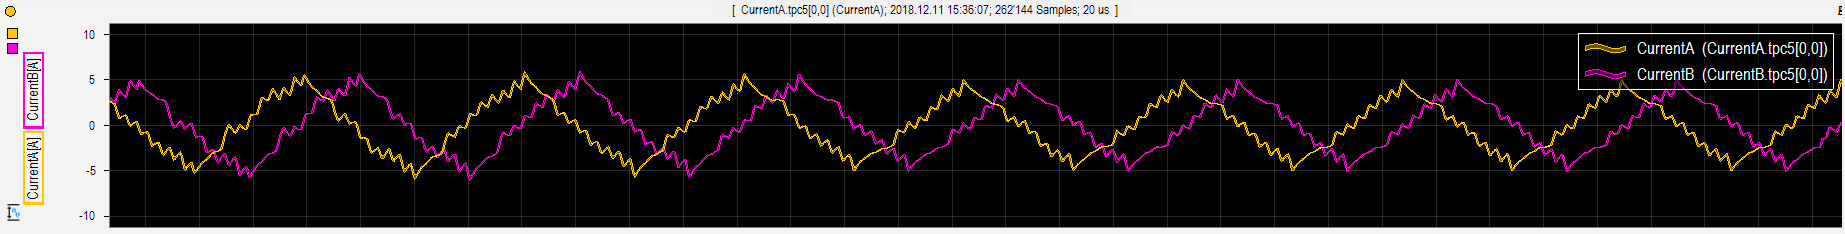 [ CurrentA.tpc5[0,0] (CurrentA); 2018.12.11 15:36:07; 262'144 Samples; 20 us ]
10
5
0
-5
-10
CurrentB[A]
CurrentA[A]
CurrentA (CurrentA.tpc5[0,0])
CurrentB (CurrentB.tpc5[0,0])